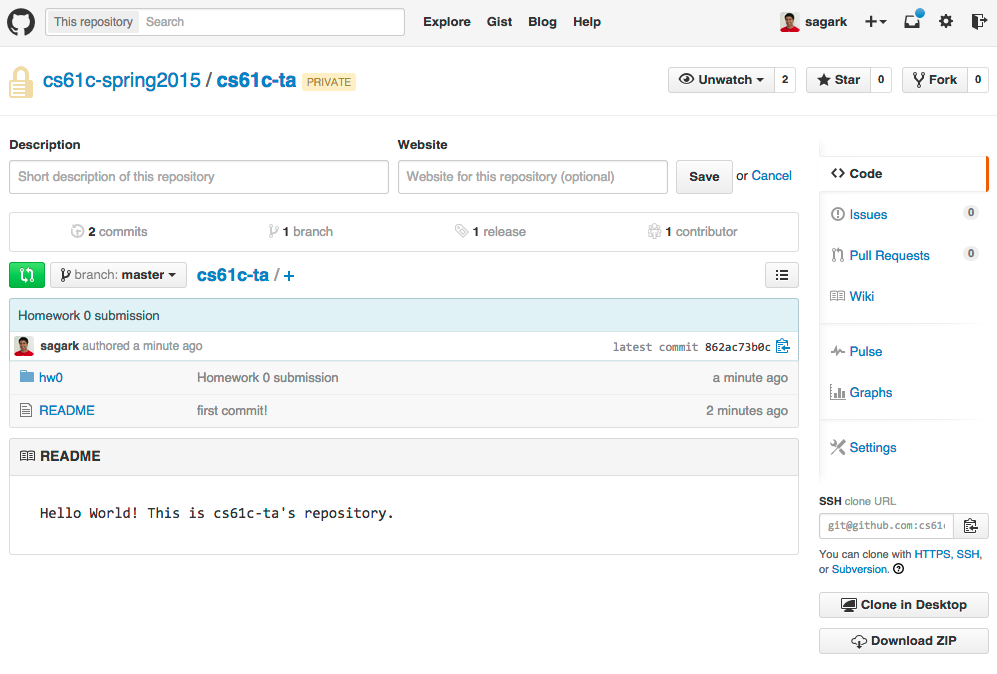 This repository Search Explore Gist Blog Help sagark
cs61c-spring2015 / cs61c-ta PRIVATE Unwatch 2 Star 0 Fork 0
Description Website
Short description of this repository Website for this repository (optional) Save or Cancel
2 commits 1 branch 1 release 1 contributor
branch: master cs61c-ta / +
Homework 0 submission
sagark authored a minute ago latest commit 862ac73b0c
hw0 Homework 0 submission a minute ago
README first commit! 2 minutes ago
README
Hello World! This is cs61c-ta's repository.
Code
Issues 0
Pull Requests 0
Wiki
Pulse
Graphs
Settings
SSH clone URL
git@github.com:cs61c
You can clone with HTTPS, SSH,
or Subversion.
Clone in Desktop
Download ZIP